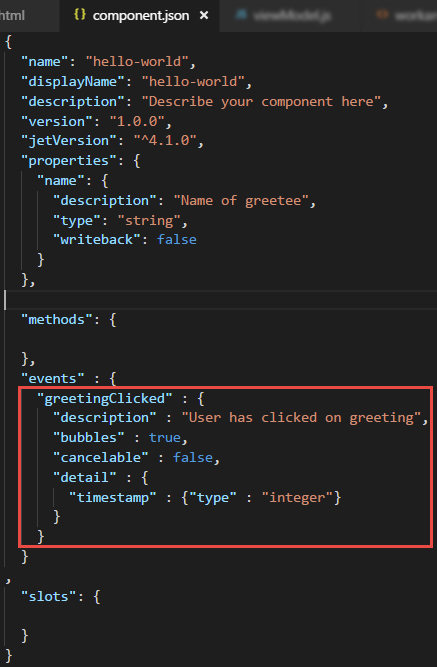 html {} component.json × viewModel.js
{
"name": "hello-world",
"displayName": "hello-world",
"description": "Describe your component here",
"version": "1.0.0",
"jetVersion": "^4.1.0",
"properties": {
"name": {
"description": "Name of greetee",
"type": "string",
"writeback": false
}
},
"methods": {
},
"events" : {
"greetingClicked" : {
"description" : "User has clicked on greeting",
"bubbles" : true,
"cancelable" : false,
"detail" : {
"timestamp" : {"type" : "integer"}
}
}
}
,
"slots": {
}
}